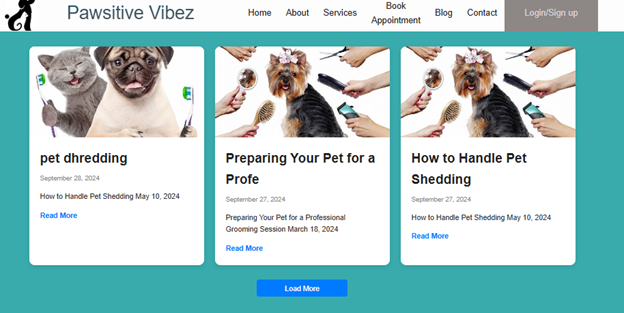 Pawsitive Vibez
Home
About
Services
Book
Appointment
Blog
Contact
Login/Sign up
pet dhredding
September 28, 2024
How to Handle Pet Shedding May 10, 2024
Read More
Preparing Your Pet for a
Profe
September 27, 2024
Preparing Your Pet for a Professional
Grooming Session March 18, 2024
Read More
How to Handle Pet
Shedding
September 27, 2024
How to Handle Pet Shedding May 10, 2024
Read More
Load More